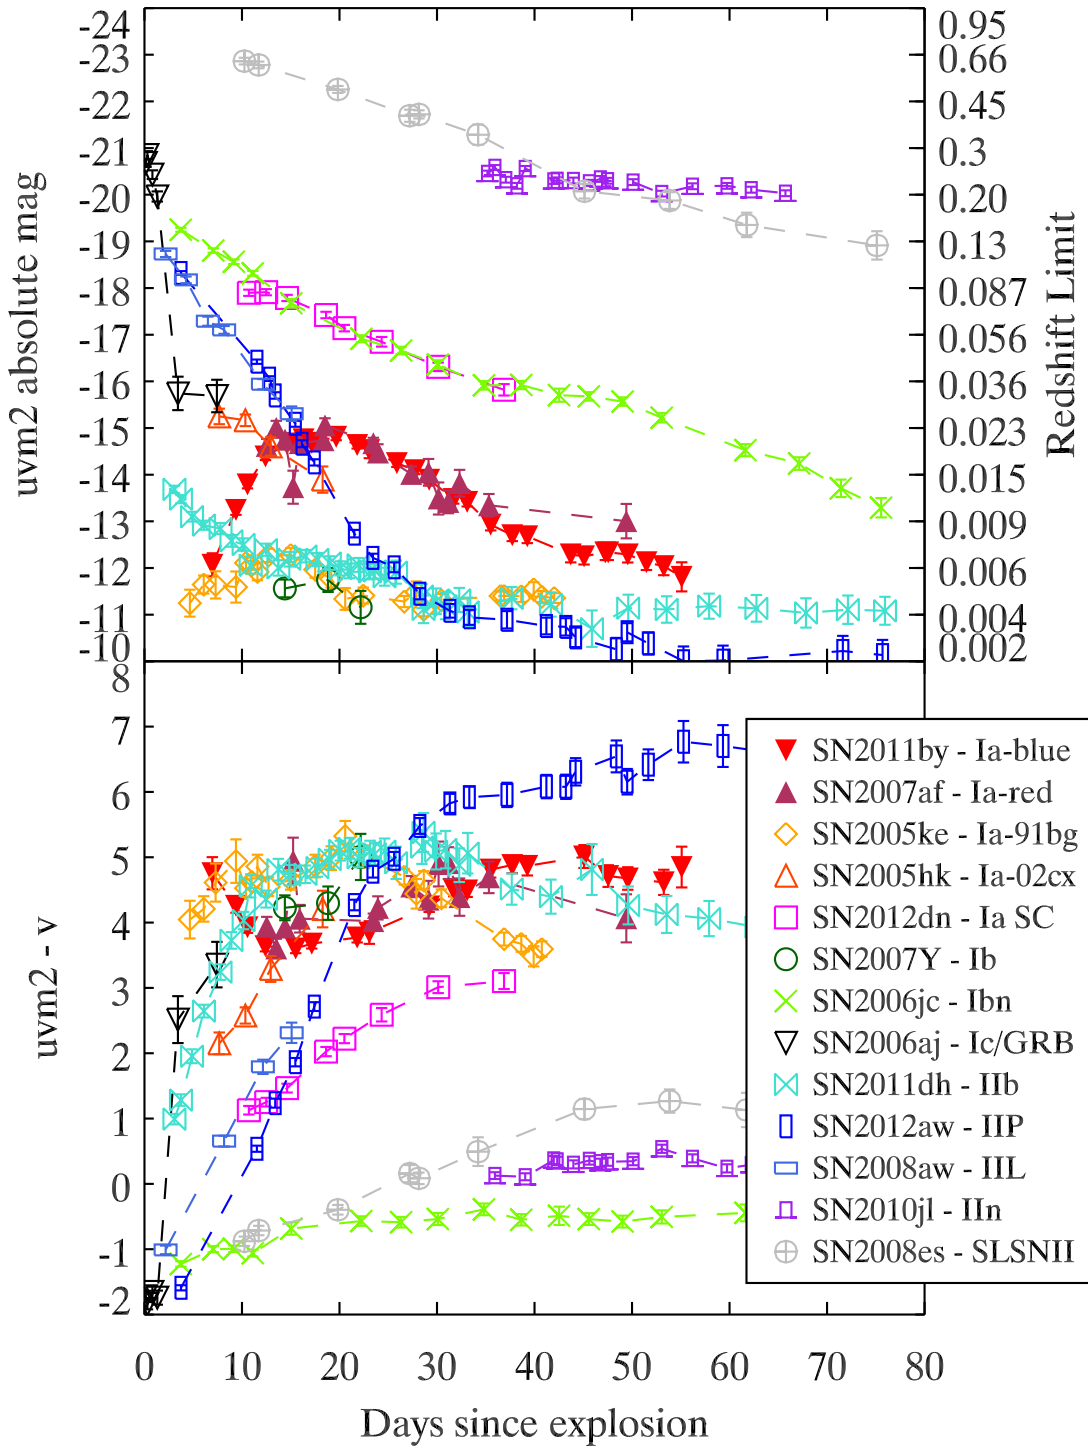 -24
-23
-22
-21
-20
-19
-18
-17
-16
-15
-14
-13
-12
-11
-10
uvm2 absolute mag
0.95
0.66
0.45
0.3
0.20
0.13
0.087
0.056
0.036
0.023
0.015
0.009
0.006
0.004
0.002
Redshift Limit
8
7
6
5
4
3
2
1
0
-1
-2
uvm2 - v
SN2011by - Ia-blue
SN2007af - Ia-red
SN2005ke - Ia-91bg
SN2005hk - Ia-02cx
SN2012dn - Ia SC
SN2007Y - Ib
SN2006jc - Ibn
SN2006aj - Ic/GRB
SN2011dh - IIb
SN2012aw - IIP
SN2008aw - IIL
SN2010jl - IIn
SN2008es - SLSNII
0 10 20 30 40 50 60 70 80
Days since explosion